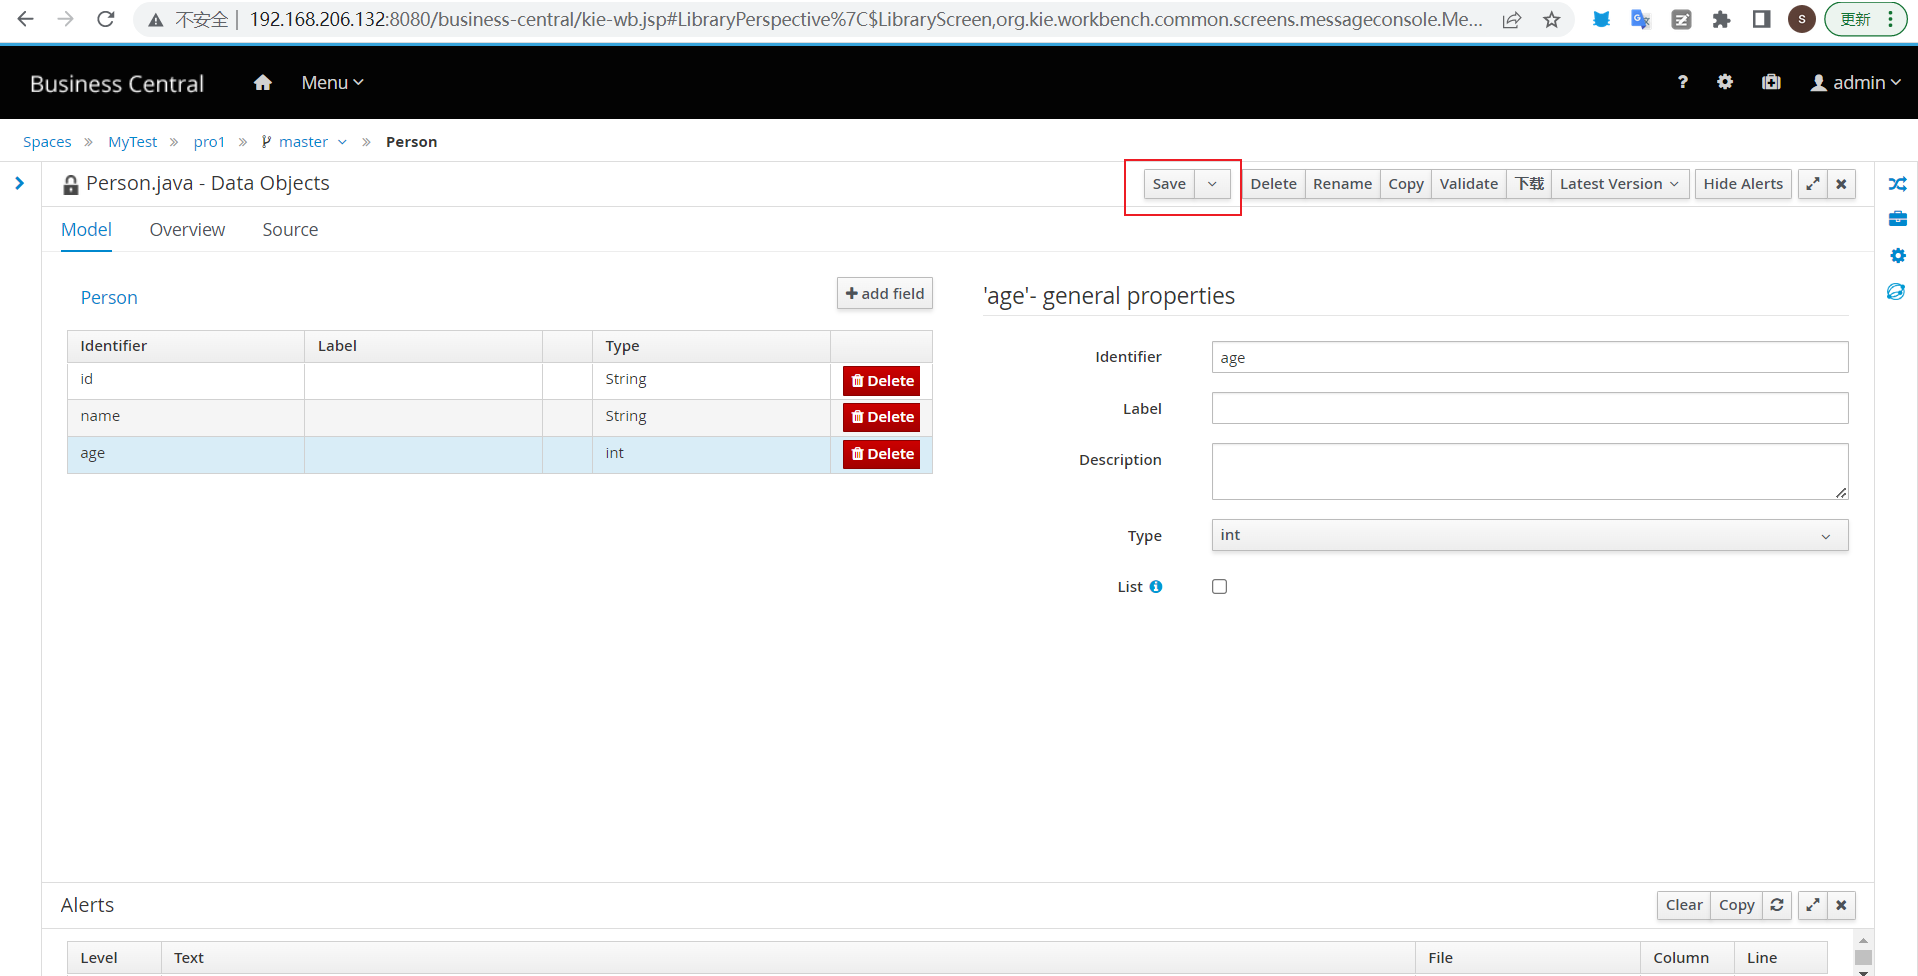 不安全 192.168.206.132:8080/business-central/kie-wb.jsp#LibraryPerspective%7C$LibraryScreen,org.kie.workbench.common.screens.messageconsole.Me... S 更新
Business Central Menu ? admin
Spaces » MyTest » pro1 » master » Person
Person.java - Data Objects Save Delete Rename Copy Validate 下载 Latest Version Hide Alerts
Model Overview Source
Person + add field
Identifier Label Type
id String Delete
name String Delete
age int Delete
'age'- general properties
Identifier age
Label
Description
Type int
List
Alerts Clear Copy
Level Text File Column Line